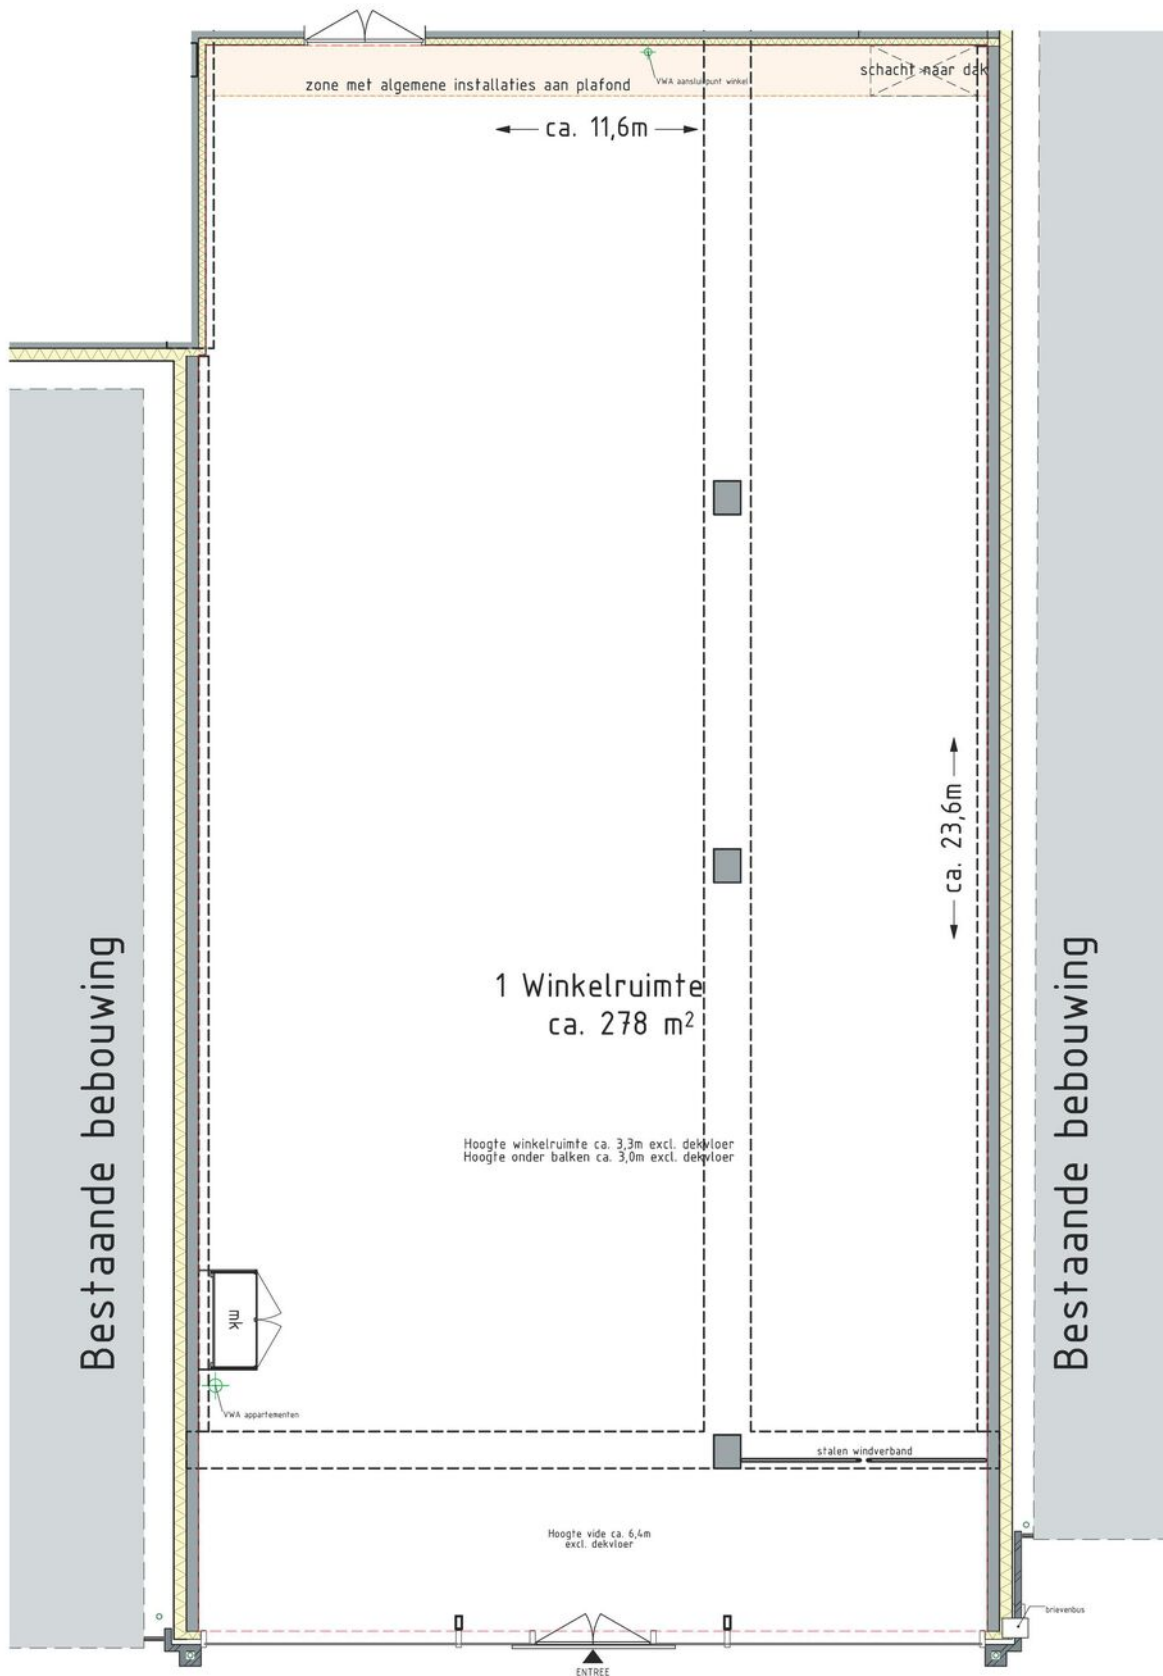 schacht naar dak
zone met algemene installaties aan plafond
VWA aansluitpunt winkel
ca. 11,6m
ca. 23,6m
Bestaande bebouwing
Bestaande bebouwing
1 Winkelruimte
ca. 278 m²
Hoogte winkelruimte ca. 3,3m excl. dekvloer
Hoogte onder balken ca. 3,0m excl. dekvloer
mk
VWA appartementen
stalen windverband
Hoogte vide ca. 6,4m
excl. dekvloer
brievenbus
ENTREE